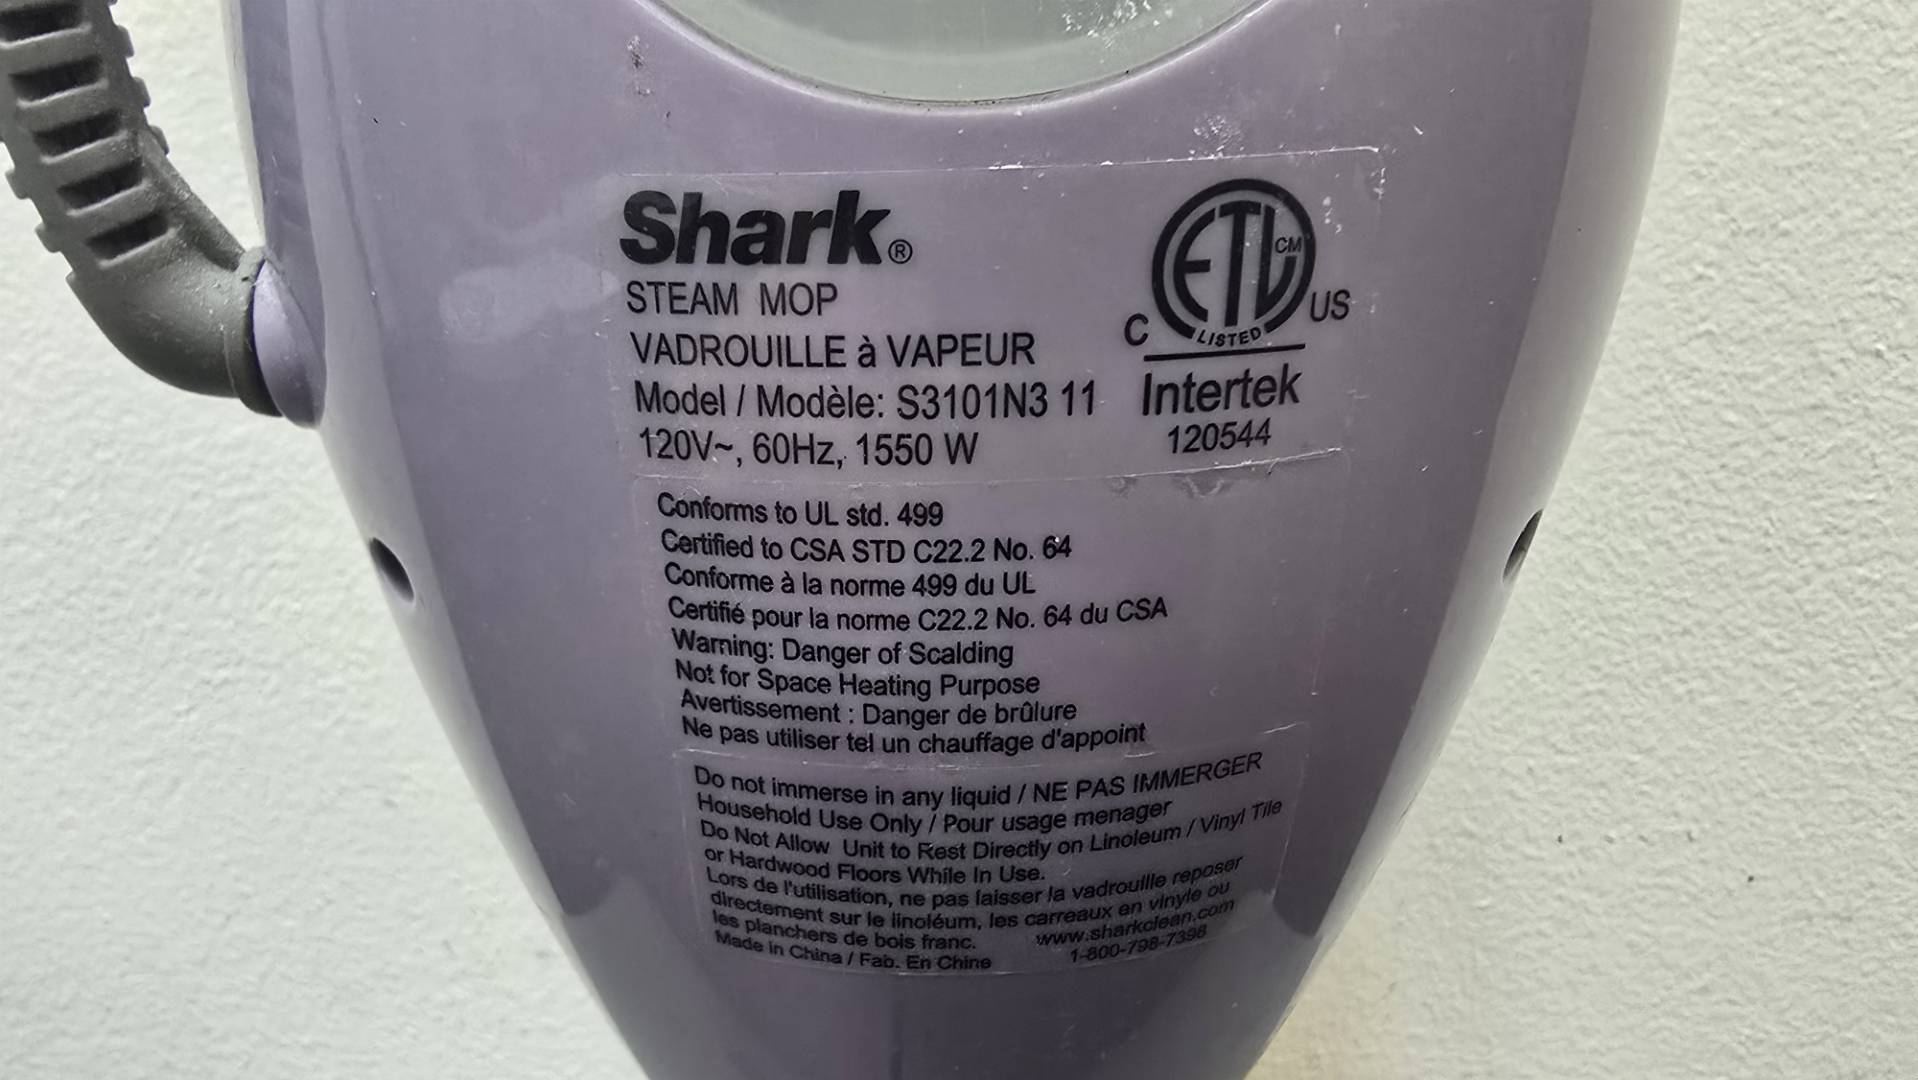 Shark®
STEAM MOP
VADROUILLE à VAPEUR
Model / Modèle: S3101N3 11
120V~, 60Hz, 1550 W
ETL CM
LISTED
C US
Intertek
120544
Conforms to UL std. 499
Certified to CSA STD C22.2 No. 64
Conforme à la norme 499 du UL
Certifié pour la norme C22.2 No. 64 du CSA
Warning: Danger of Scalding
Not for Space Heating Purpose
Avertissement : Danger de brûlure
Ne pas utiliser tel un chauffage d'appoint
Do not immerse in any liquid / NE PAS IMMERGER
Household Use Only / Pour usage menager
Do Not Allow Unit to Rest Directly on Linoleum / Vinyl Tile
or Hardwood Floors While In Use.
Lors de l'utilisation, ne pas laisser la vadrouille reposer
directement sur le linoléum, les carreaux en vinyle ou
les planchers de bois franc.
www.sharkclean.com
Made in China / Fab. En Chine
1-800-798-7398